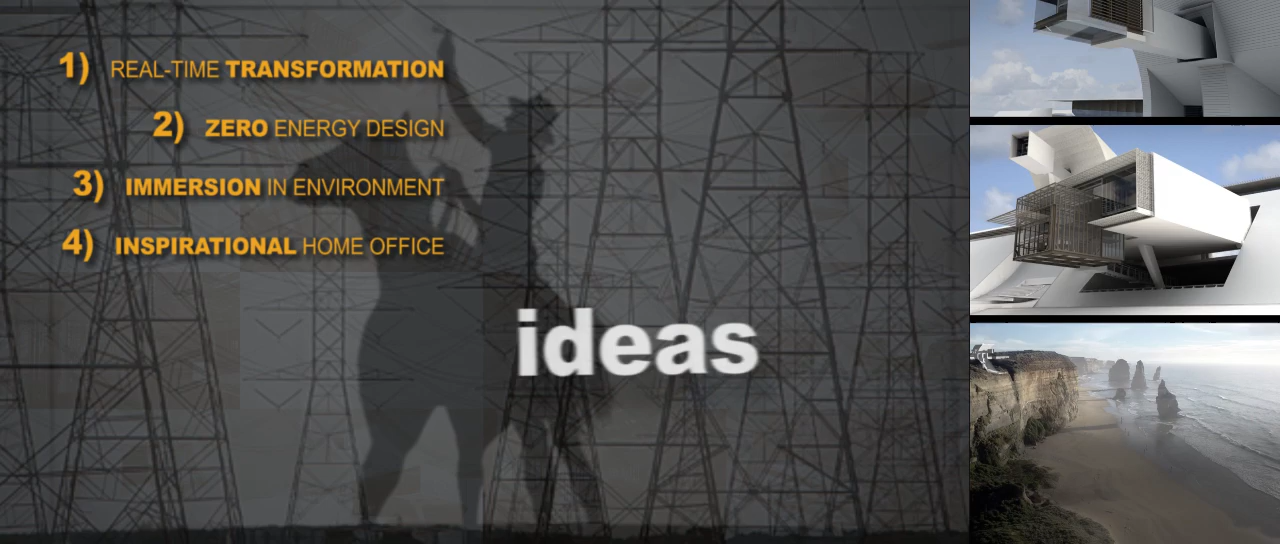 1) REAL-TIME TRANSFORMATION
2) ZERO ENERGY DESIGN
3) IMMERSION IN ENVIRONMENT
4) INSPIRATIONAL HOME OFFICE
ideas